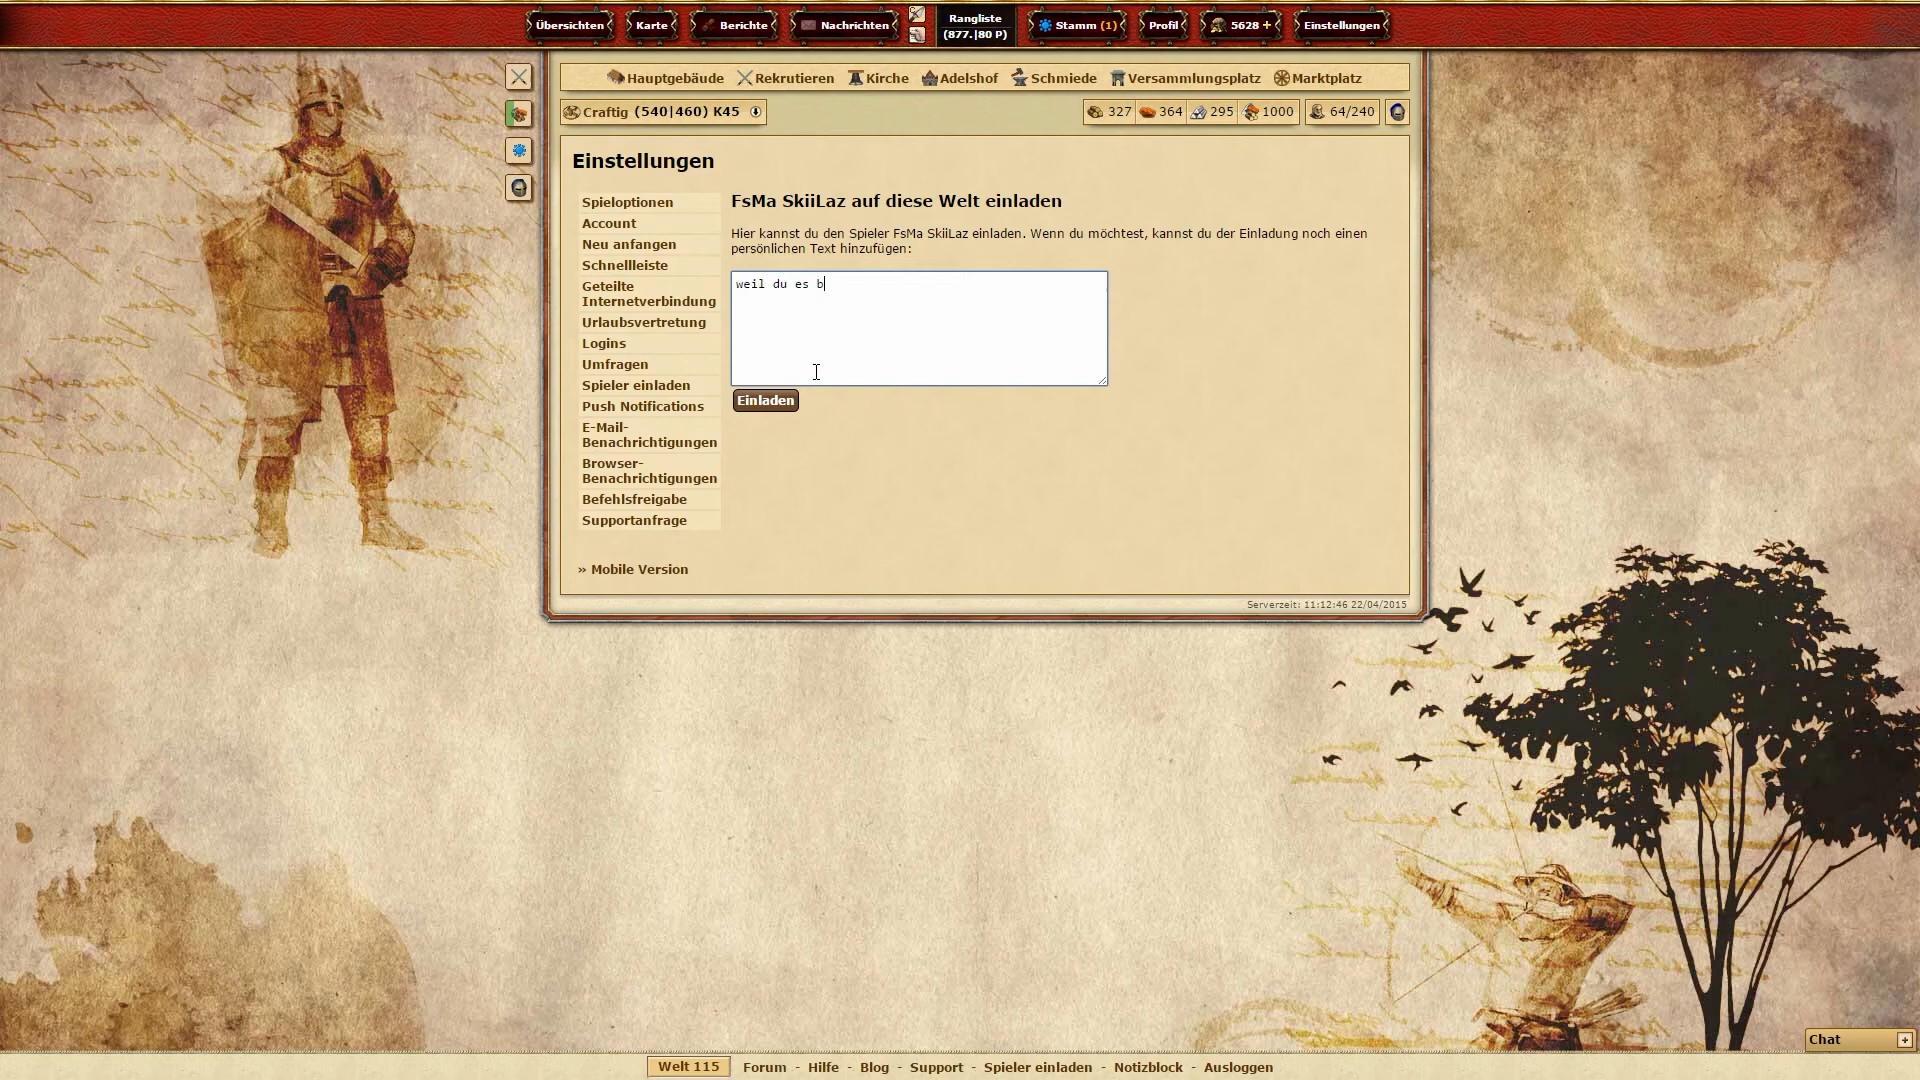 Übersichten Karte Berichte Nachrichten Rangliste (877.|80 P) Stamm (1) Profil 5628 + Einstellungen
Hauptgebäude Rekrutieren Kirche Adelshof Schmiede Versammlungsplatz Marktplatz
Craftig (540|460) K45 327 364 295 1000 64/240
Einstellungen
Spieloptionen
Account
Neu anfangen
Schnellleiste
Geteilte
Internetverbindung
Urlaubsvertretung
Logins
Umfragen
Spieler einladen
Push Notifications
E-Mail-
Benachrichtigungen
Browser-
Benachrichtigungen
Befehlsfreigabe
Supportanfrage
» Mobile Version
FsMa SkiiLaz auf diese Welt einladen
Hier kannst du den Spieler FsMa SkiiLaz einladen. Wenn du möchtest, kannst du der Einladung noch einen
persönlichen Text hinzufügen:
weil du es b
Einladen
Serverzeit: 11:12:46 22/04/2015
Chat +
Welt 115 Forum - Hilfe - Blog - Support - Spieler einladen - Notizblock - Ausloggen